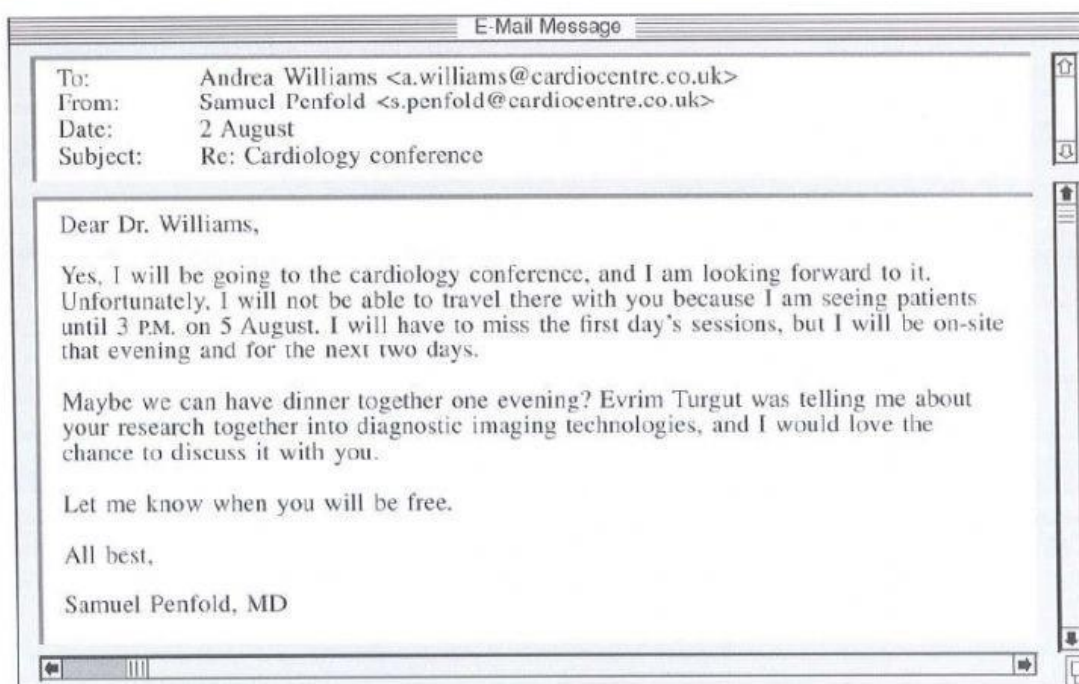 E-Mail Message
To: Andrea Williams <a.williams@cardiocentre.co.uk>
From: Samuel Penfold <s.penfold@cardiocentre.co.uk>
Date: 2 August
Subject: Re: Cardiology conference
Dear Dr. Williams,
Yes, I will be going to the cardiology conference, and I am looking forward to it.
Unfortunately, I will not be able to travel there with you because I am seeing patients
until 3 P.M. on 5 August. I will have to miss the first day's sessions, but I will be on-site
that evening and for the next two days.
Maybe we can have dinner together one evening? Evrim Turgut was telling me about
your research together into diagnostic imaging technologies, and I would love the
chance to discuss it with you.
Let me know when you will be free.
All best,
Samuel Penfold, MD